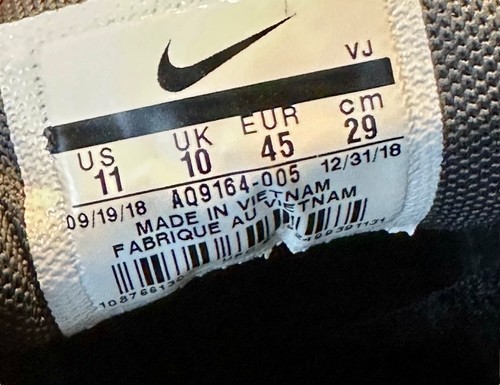 VJ
US UK EUR cm
11 10 45 29
09/19/18 AQ9164-005 12/31/18
MADE IN VIETNAM
FABRIQUE AU VIETNAM